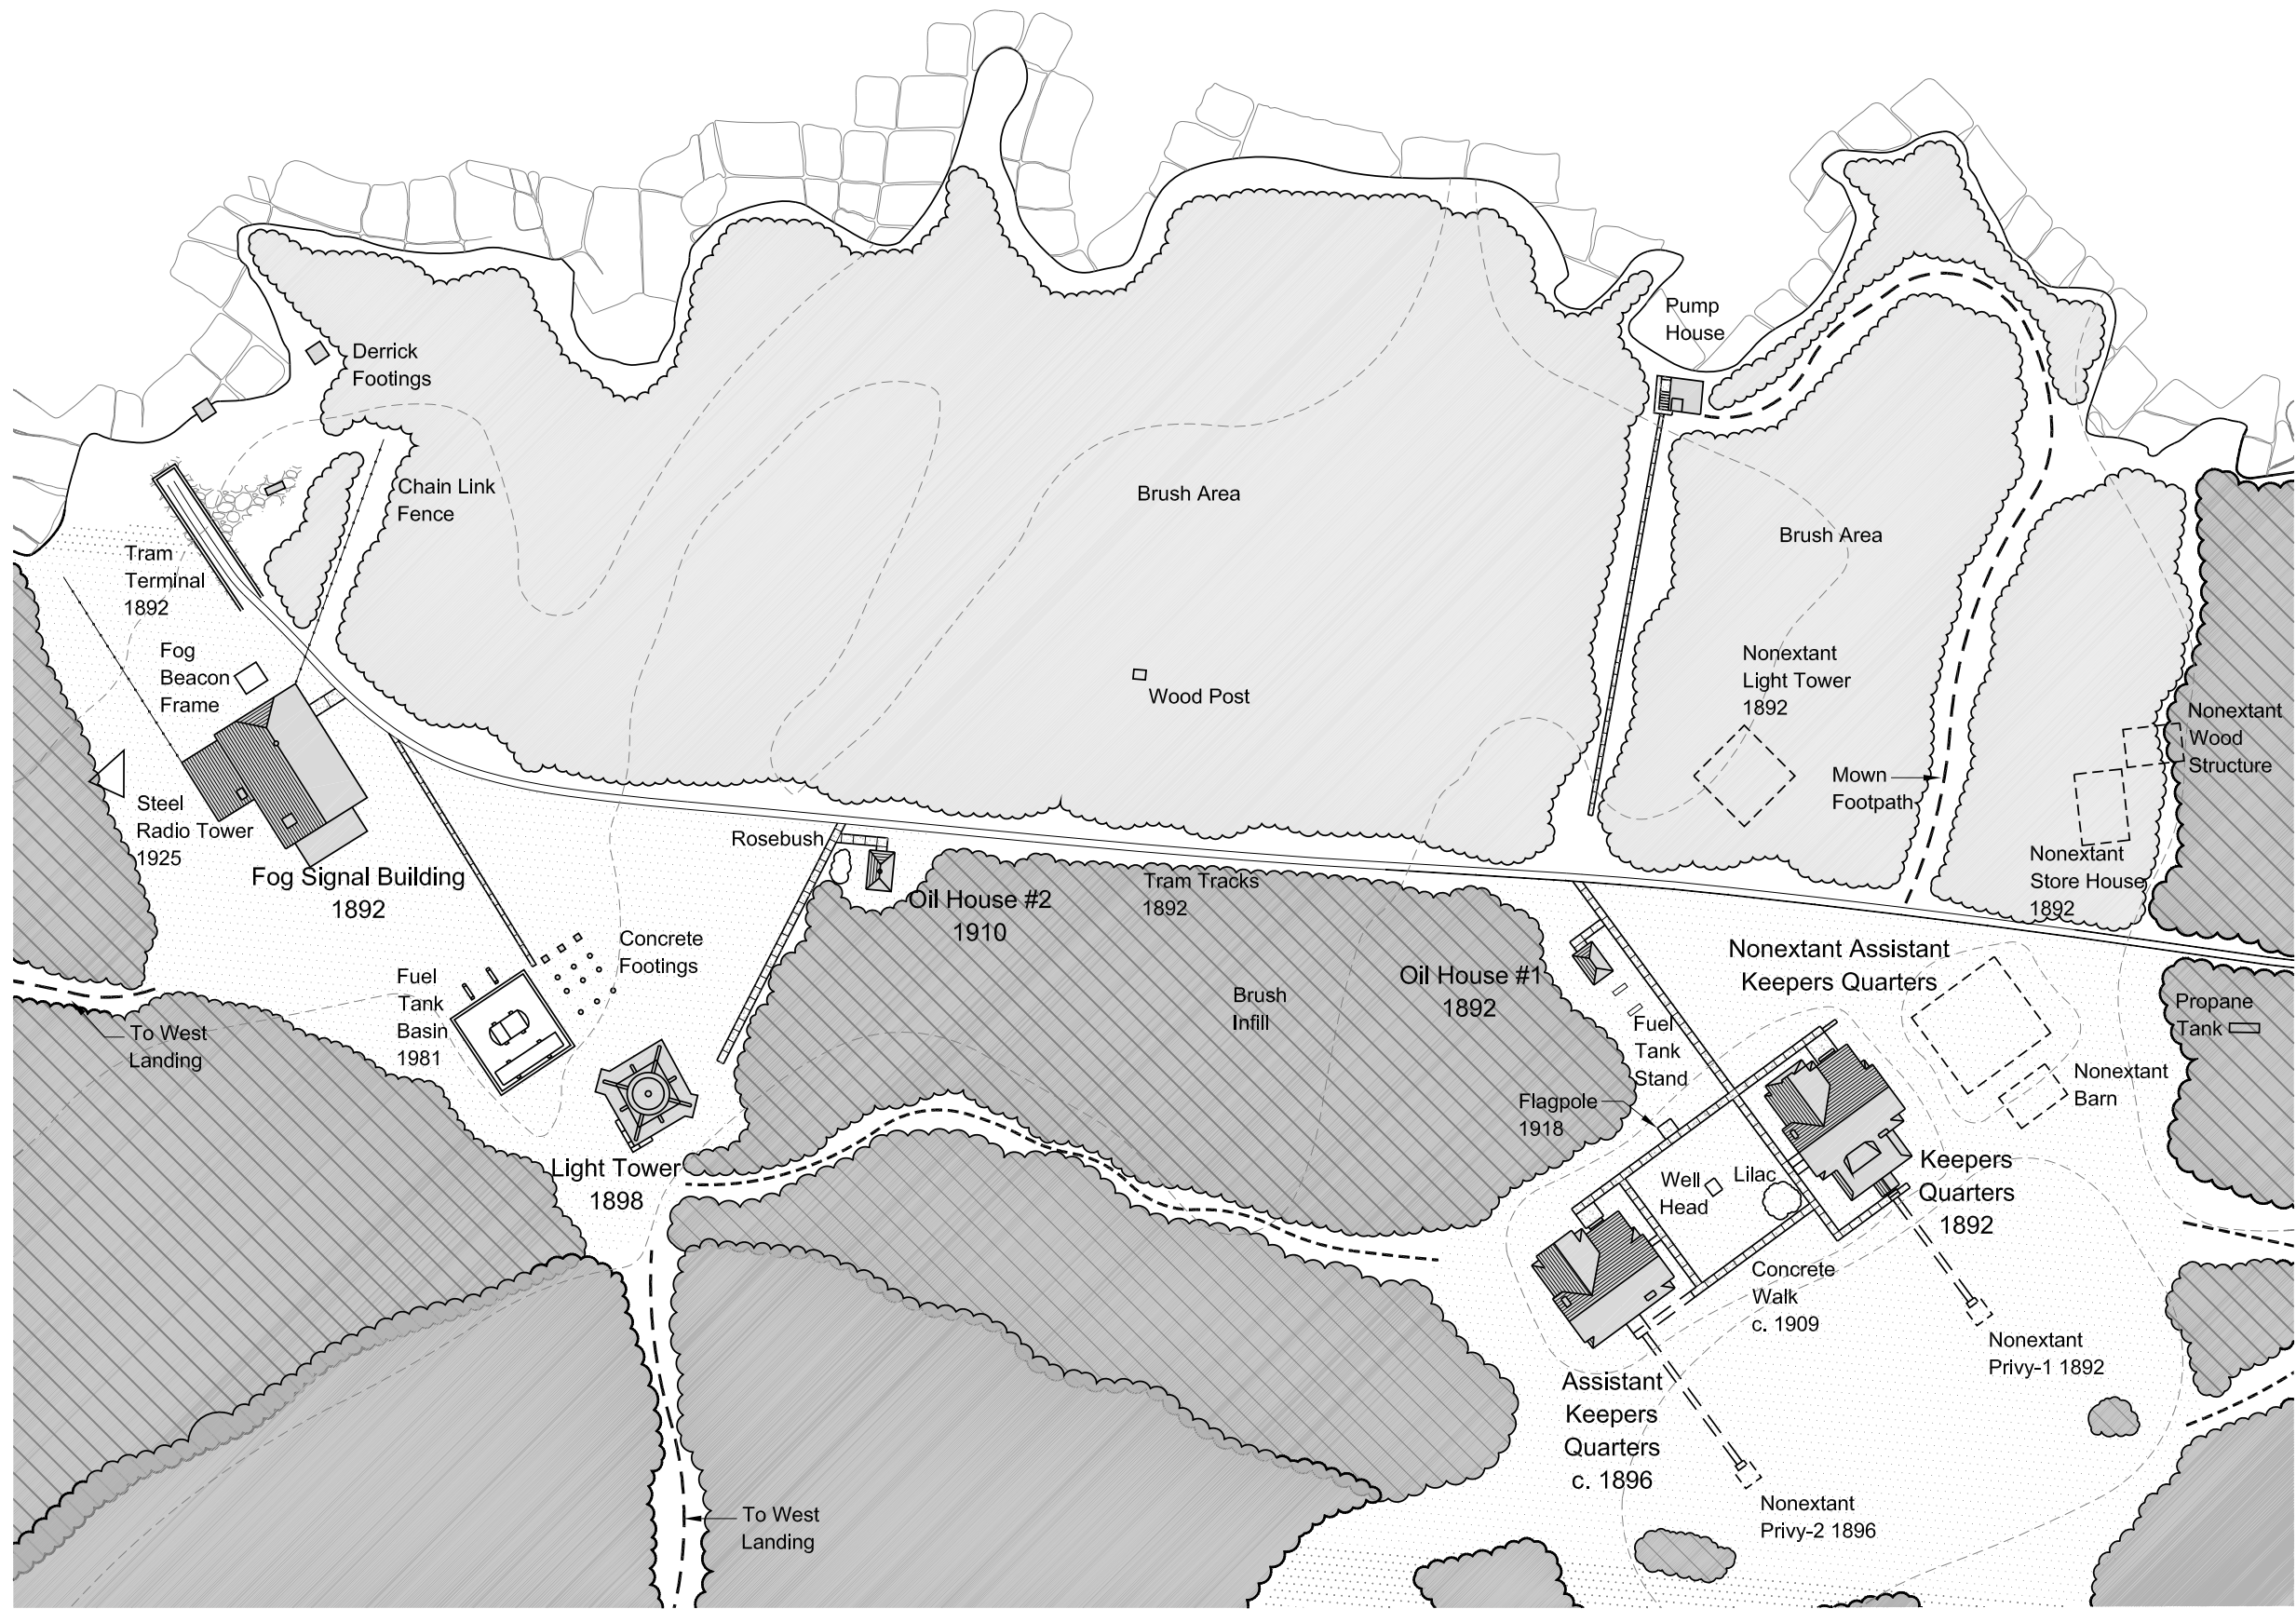 Pump
House
Derrick
Footings
Chain Link
Fence
Brush Area
Brush Area
Tram
Terminal
1892
Fog
Beacon
Frame
Wood Post
Nonextant
Light Tower
1892
Nonextant
Wood
Structure
Mown
Footpath
Steel
Radio Tower
1925
Rosebush
Fog Signal Building
1892
Oil House #2
1910
Tram Tracks
1892
Nonextant
Store House
1892
Concrete
Footings
Fuel
Tank
Basin
1981
Oil House #1
1892
Brush
Infill
Nonextant Assistant
Keepers Quarters
Propane
Tank
To West
Landing
Fuel
Tank
Stand
Nonextant
Barn
Flagpole
1918
Light Tower
1898
Well
Head
Lilac
Keepers
Quarters
1892
Concrete
Walk
c. 1909
Nonextant
Privy-1 1892
Assistant
Keepers
Quarters
c. 1896
Nonextant
Privy-2 1896
To West
Landing